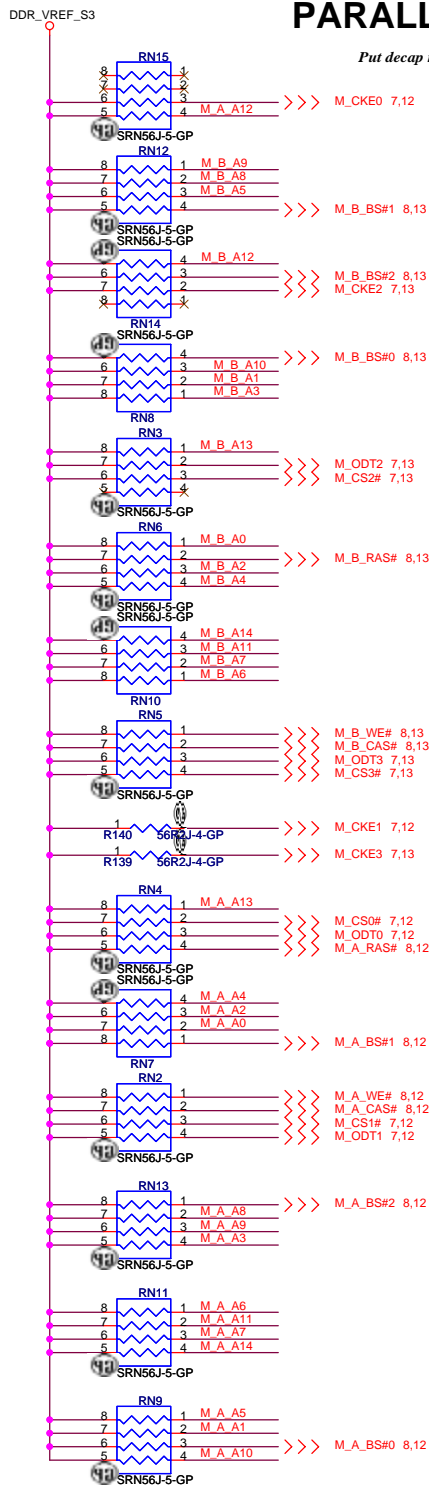 DDR_VREF_S3
PARALL
Put decap
RN15
8 1
7 2
6 3 M_CKE0 7,12
5 4 M_A_A12
SRN56J-5-GP
RN12
8 1 M_B_A9
7 2 M_B_A8
6 3 M_B_A5
5 4 M_B_BS#1 8,13
SRN56J-5-GP
SRN56J-5-GP
5 4 M_B_A12
6 3 M_B_BS#2 8,13
7 2 M_CKE2 7,13
8 1
RN14
SRN56J-5-GP
5 4 M_B_BS#0 8,13
6 3 M_B_A10
7 2 M_B_A1
8 1 M_B_A3
RN8
RN3
8 1 M_B_A13
7 2 M_ODT2 7,13
6 3 M_CS2# 7,13
5 4
SRN56J-5-GP
RN6
8 1 M_B_A0
7 2 M_B_RAS# 8,13
6 3 M_B_A2
5 4 M_B_A4
SRN56J-5-GP
SRN56J-5-GP
5 4 M_B_A14
6 3 M_B_A11
7 2 M_B_A7
8 1 M_B_A6
RN10
RN5
8 1 M_B_WE# 8,13
7 2 M_B_CAS# 8,13
6 3 M_ODT3 7,13
5 4 M_CS3# 7,13
SRN56J-5-GP
1 M_CKE1 7,12
R140 56R2J-4-GP
1 M_CKE3 7,13
R139 56R2J-4-GP
RN4
8 1 M_A_A13
7 2 M_CS0# 7,12
6 3 M_ODT0 7,12
5 4 M_A_RAS# 8,12
SRN56J-5-GP
SRN56J-5-GP
5 4 M_A_A4
6 3 M_A_A2
7 2 M_A_A0
8 1 M_A_BS#1 8,12
RN7
RN2
8 1 M_A_WE# 8,12
7 2 M_A_CAS# 8,12
6 3 M_CS1# 7,12
5 4 M_ODT1 7,12
SRN56J-5-GP
RN13
8 1 M_A_BS#2 8,12
7 2 M_A_A8
6 3 M_A_A9
5 4 M_A_A3
SRN56J-5-GP
RN11
8 1 M_A_A6
7 2 M_A_A11
6 3 M_A_A7
5 4 M_A_A14
SRN56J-5-GP
RN9
8 1 M_A_A5
7 2 M_A_A1
6 3 M_A_BS#0 8,12
5 4 M_A_A10
SRN56J-5-GP